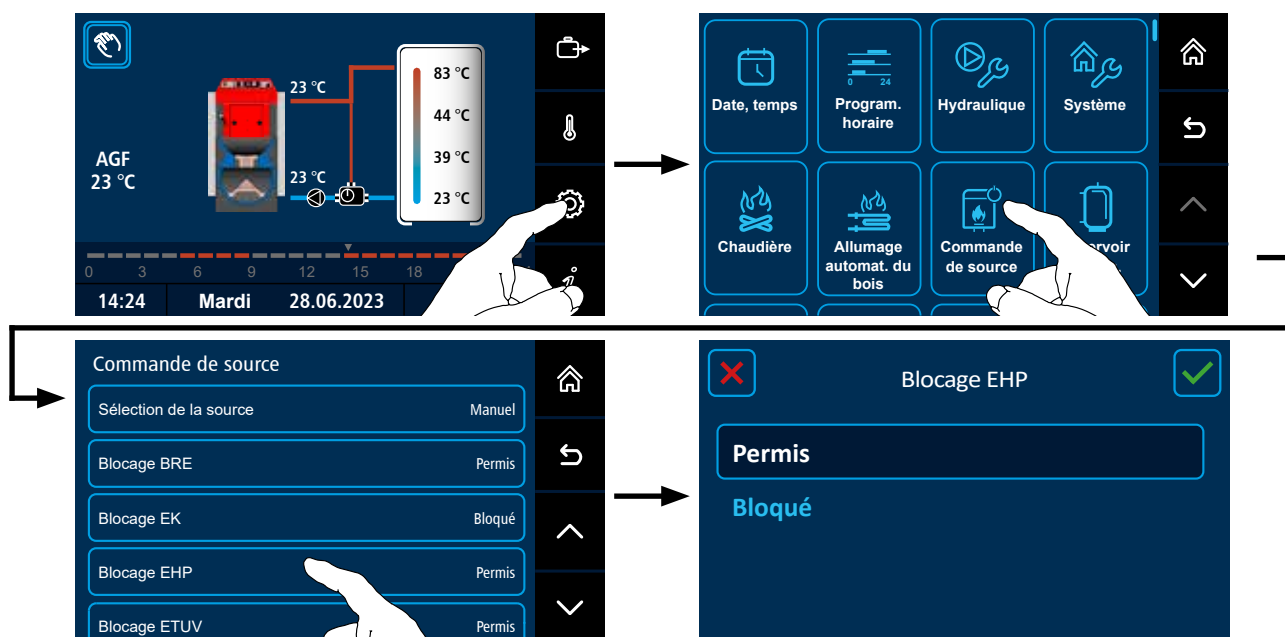 23 °C
83 °C
44 °C
39 °C
23 °C
AGF
23 °C
23 °C
0 3 6 9 12 15 18
14:24 Mardi 28.06.2023
Date, temps
0 24
Program.
horaire
Hydraulique
Système
Chaudière
Allumage
automat. du
bois
Commande
de source
Commande de source
Sélection de la source Manuel
Blocage BRE Permis
Blocage EK Bloqué
Blocage EHP Permis
Blocage ETUV Permis
Blocage EHP
Permis
Bloqué